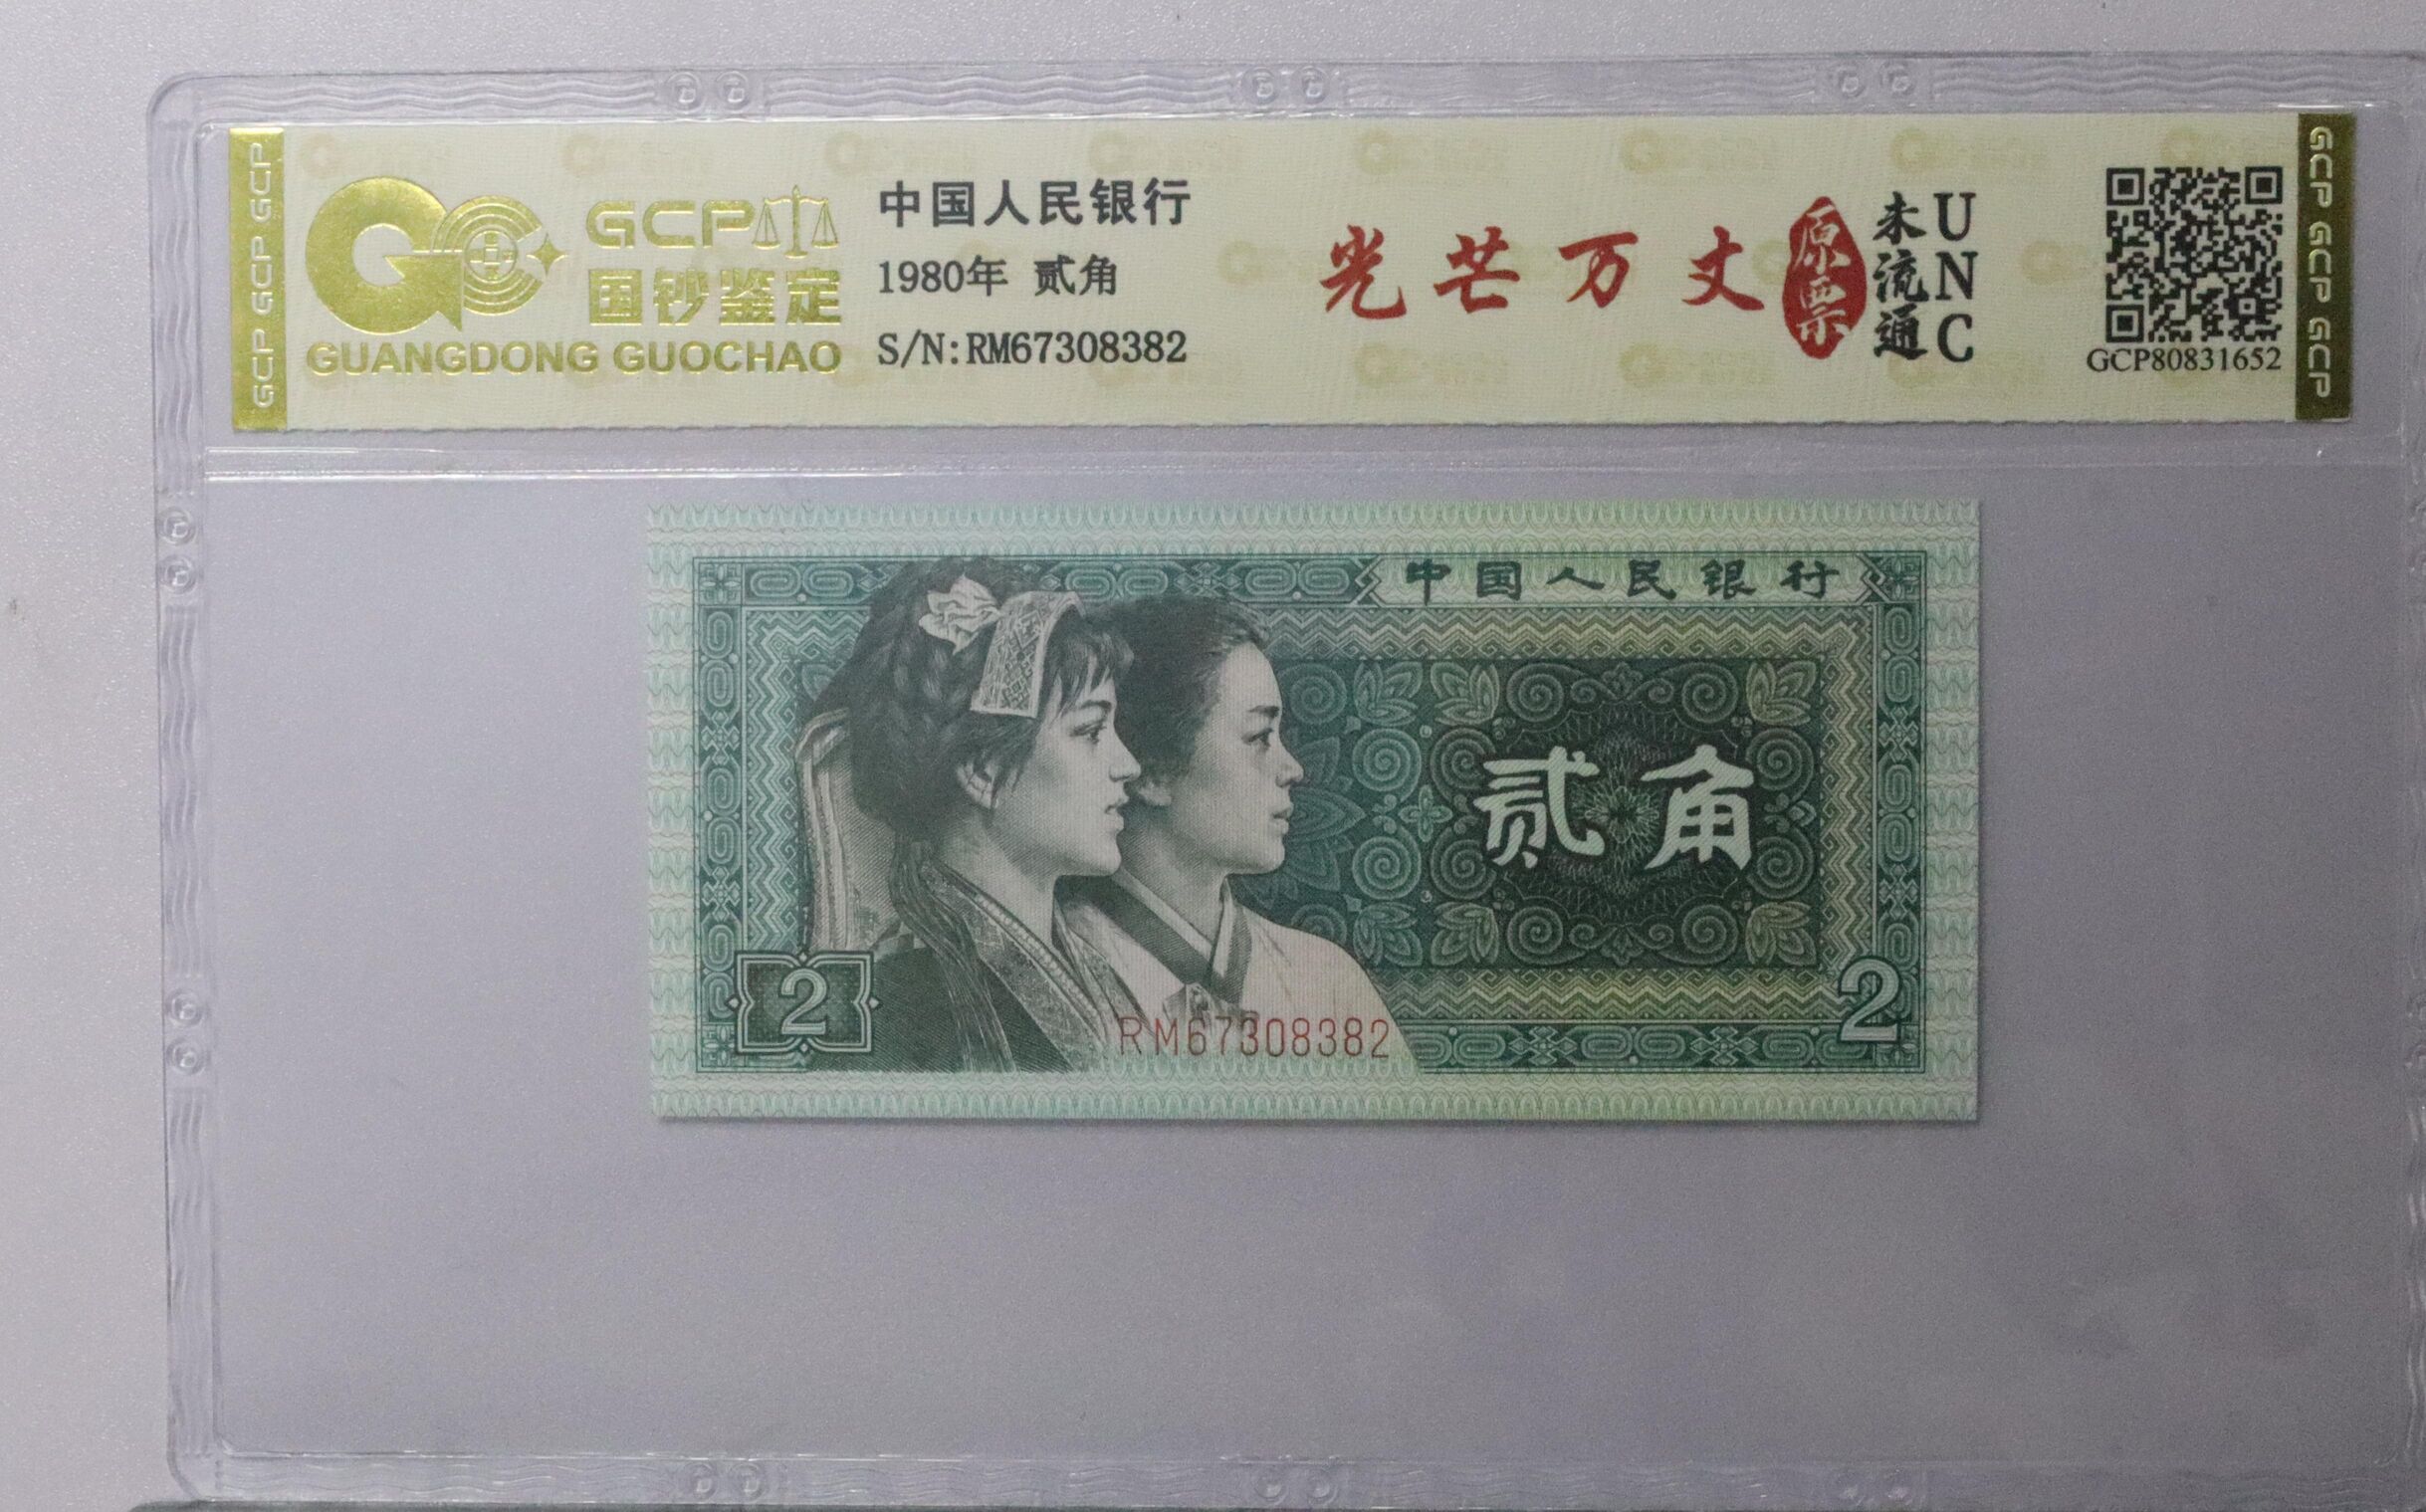 GCP GCP GCP
GCP
国钞鉴定
GUANGDONG GUOCHAO
中国人民银行
1980年 贰角
S/N:RM67308382
光芒万丈
原票
未流通
UNC
GCP80831652
GCP GCP GCP
中国人民银行
贰角
2
RM67308382
2